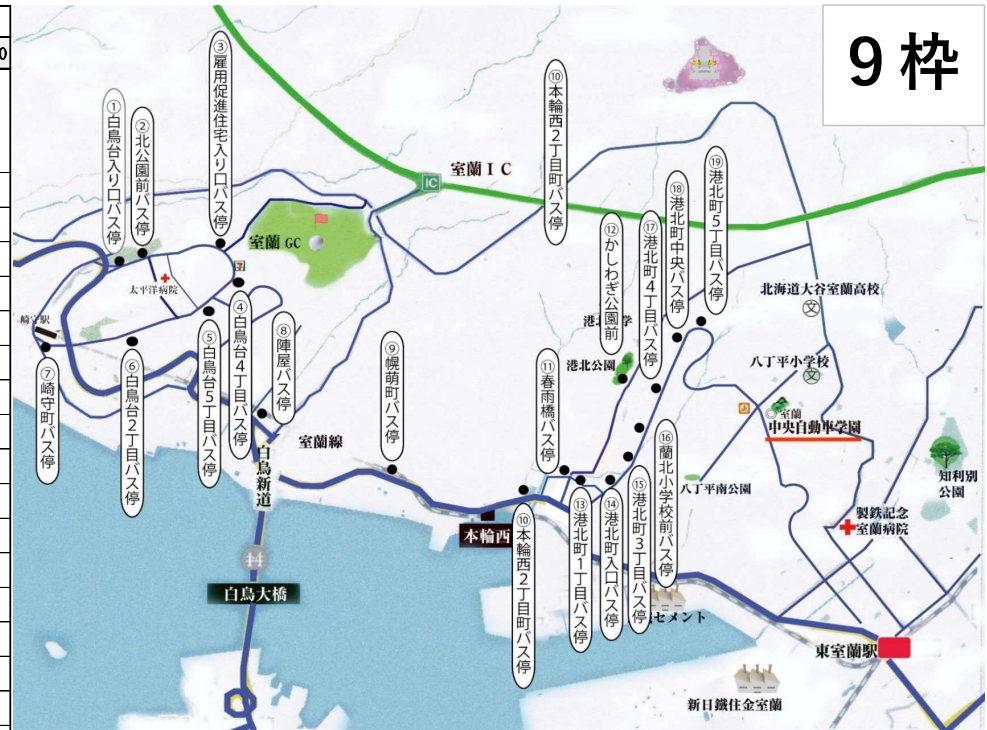 9枠
①白鳥台入り口バス停
②北公園前バス停
③雇用促進住宅入り口バス停
⑩本輪西2丁目町バス停
室蘭IC
IC
⑲港北町5丁目バス停
⑱港北町中央バス停
⑰港北町4丁目バス停
⑫かしわぎ公園前
室蘭GC
7
太平洋病院
崎守駅
④白鳥台4丁目バス停
⑤白鳥台5丁目バス停
⑥白鳥台2丁目バス停
⑦崎守町バス停
⑧陣屋バス停
⑨幌萌町バス停
⑪春雨橋バス停
港北公園
北海道大谷室蘭高校
文
八丁平小学校
文
室蘭
中央自動車学園
知利別
公園
八丁平南公園
製鉄記念
室蘭病院
室蘭線
白鳥新道
白鳥大橋
本輪西
⑩本輪西2丁目町バス停
⑬港北町1丁目バス停
⑭港北町入口バス停
⑮港北町3丁目バス停
⑯蘭北小学校前バス停
セメント
東室蘭駅
新日鐵住金室蘭